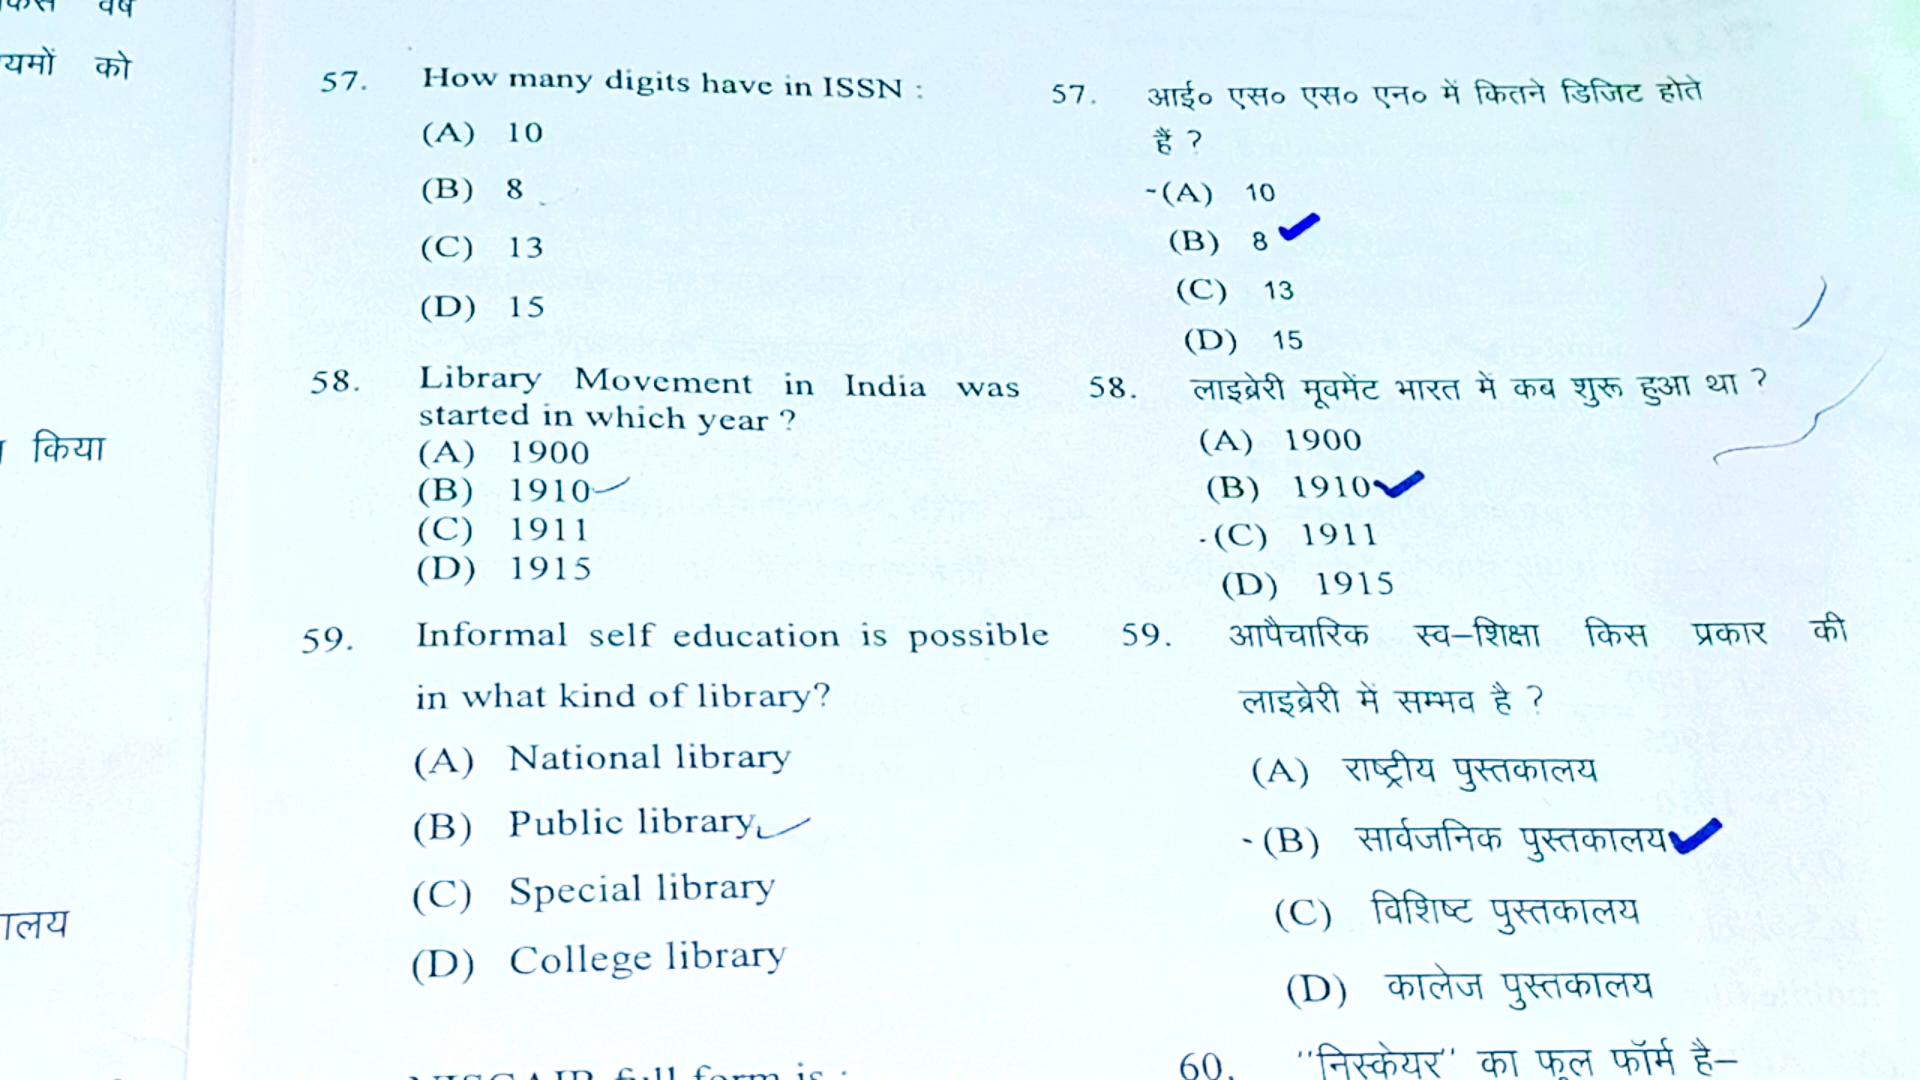 यमों को
किया
ालय
57. How many digits have in ISSN :
(A) 10
(B) 8
(C) 13
(D) 15
58. Library Movement in India was
started in which year ?
(A) 1900
(B) 1910
(C) 1911
(D) 1915
59. Informal self education is possible
in what kind of library?
(A) National library
(B) Public library
(C) Special library
(D) College library
full form is :
57. आई० एस० एस० एन० में कितने डिजिट होते
हैं ?
(A) 10
(B) 8
(C) 13
(D) 15
58. लाइब्रेरी मूवमेंट भारत में कब शुरू हुआ था ?
(A) 1900
(B) 1910
(C) 1911
(D) 1915
59. आपैचारिक स्व–शिक्षा किस प्रकार की
लाइब्रेरी में सम्भव है ?
(A) राष्ट्रीय पुस्तकालय
(B) सार्वजनिक पुस्तकालय
(C) विशिष्ट पुस्तकालय
(D) कालेज पुस्तकालय
60. ''निस्केयर'' का फूल फॉर्म है–